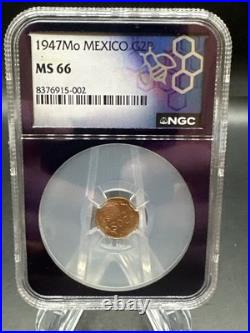 1947Mo MEXICO G2P
MS 66
8376915-002
NGC